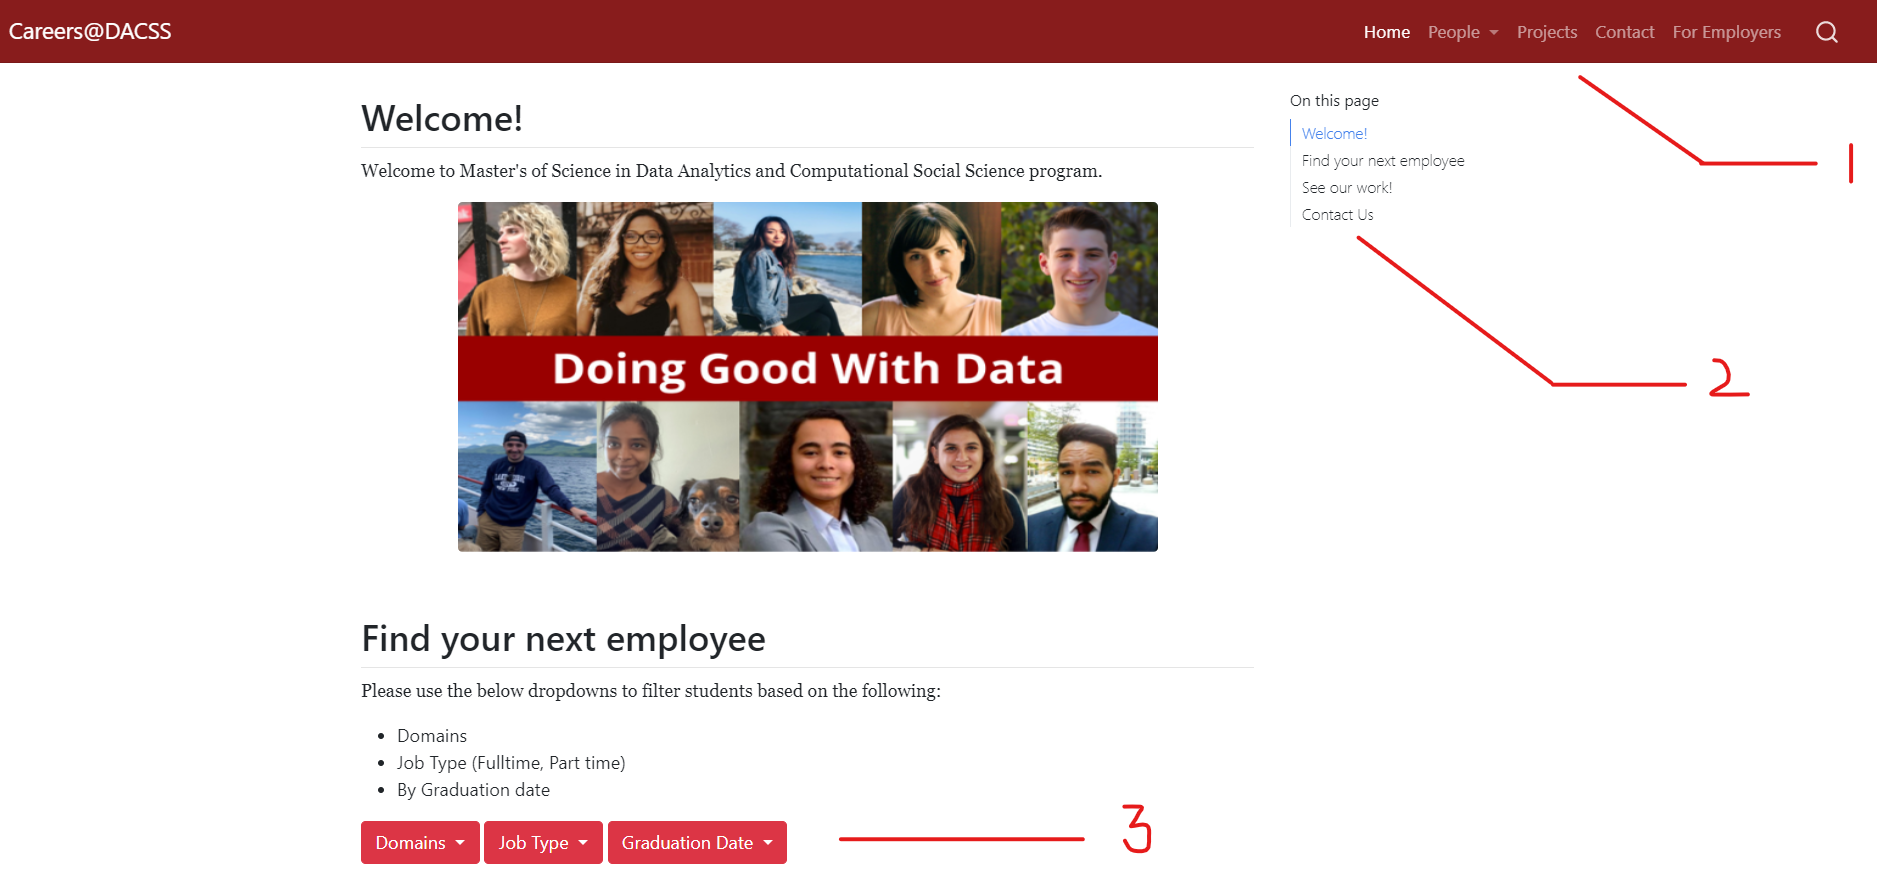 Careers@DACSS
Home People Projects Contact For Employers
Welcome!
Welcome to Master's of Science in Data Analytics and Computational Social Science program.
Doing Good With Data
On this page
Welcome!
Find your next employee
See our work!
Contact Us
1
2
Find your next employee
Please use the below dropdowns to filter students based on the following:
• Domains
• Job Type (Fulltime, Part time)
• By Graduation date
Domains Job Type Graduation Date
3